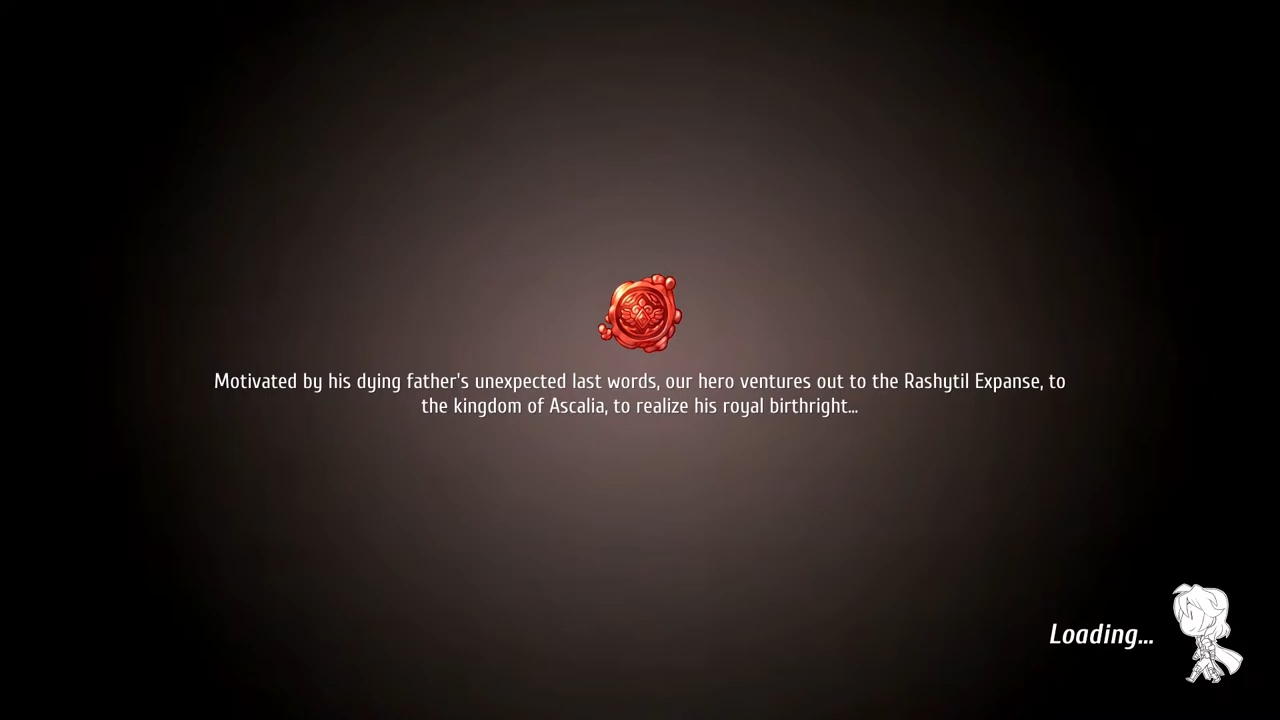 Motivated by his dying father's unexpected last words, our hero ventures out to the Rashytil Expanse, to
the kingdom of Ascalia, to realize his royal birthright...
Loading...